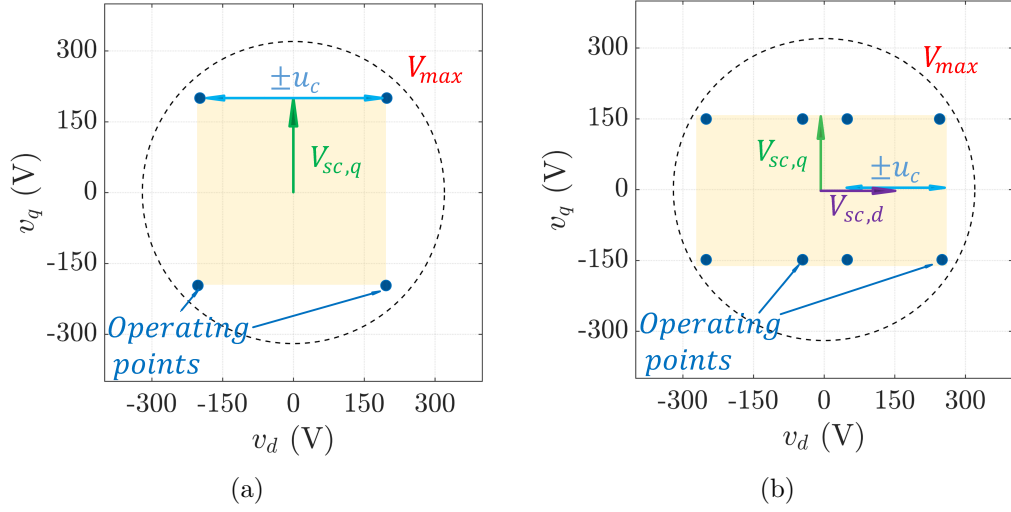 300
150
0
-150
-300
v_q (V)
±u_c
V_max
V_sc,q
Operating
points
-300 -150 0 150 300
v_d (V)
(a)
300
150
0
-150
-300
v_q (V)
V_max
V_sc,q
±u_c
V_sc,d
Operating
points
-300 -150 0 150 300
v_d (V)
(b)